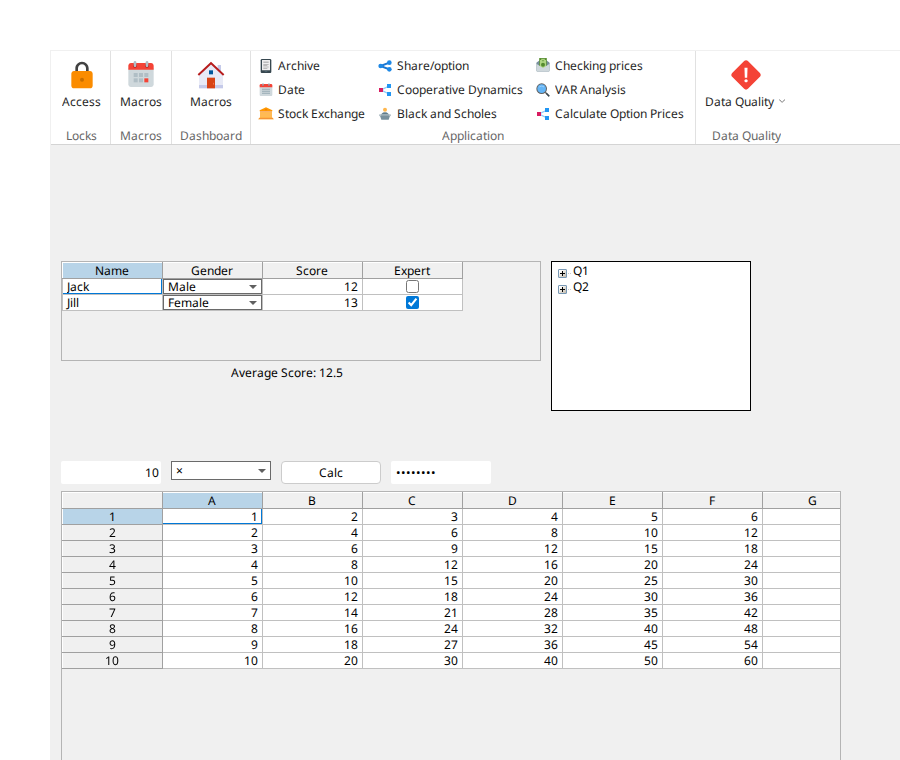 Access Macros Macros Archive Share/option Checking prices Data Quality
Date Cooperative Dynamics VAR Analysis
Stock Exchange Black and Scholes Calculate Option Prices
Locks Macros Dashboard Application Data Quality
Name Gender Score Expert
Jack Male 12
Jill Female 13
Average Score: 12.5
Q1
Q2
10 × Calc ••••••••
A B C D E F G
1 1 2 3 4 5 6
2 2 4 6 8 10 12
3 3 6 9 12 15 18
4 4 8 12 16 20 24
5 5 10 15 20 25 30
6 6 12 18 24 30 36
7 7 14 21 28 35 42
8 8 16 24 32 40 48
9 9 18 27 36 45 54
10 10 20 30 40 50 60